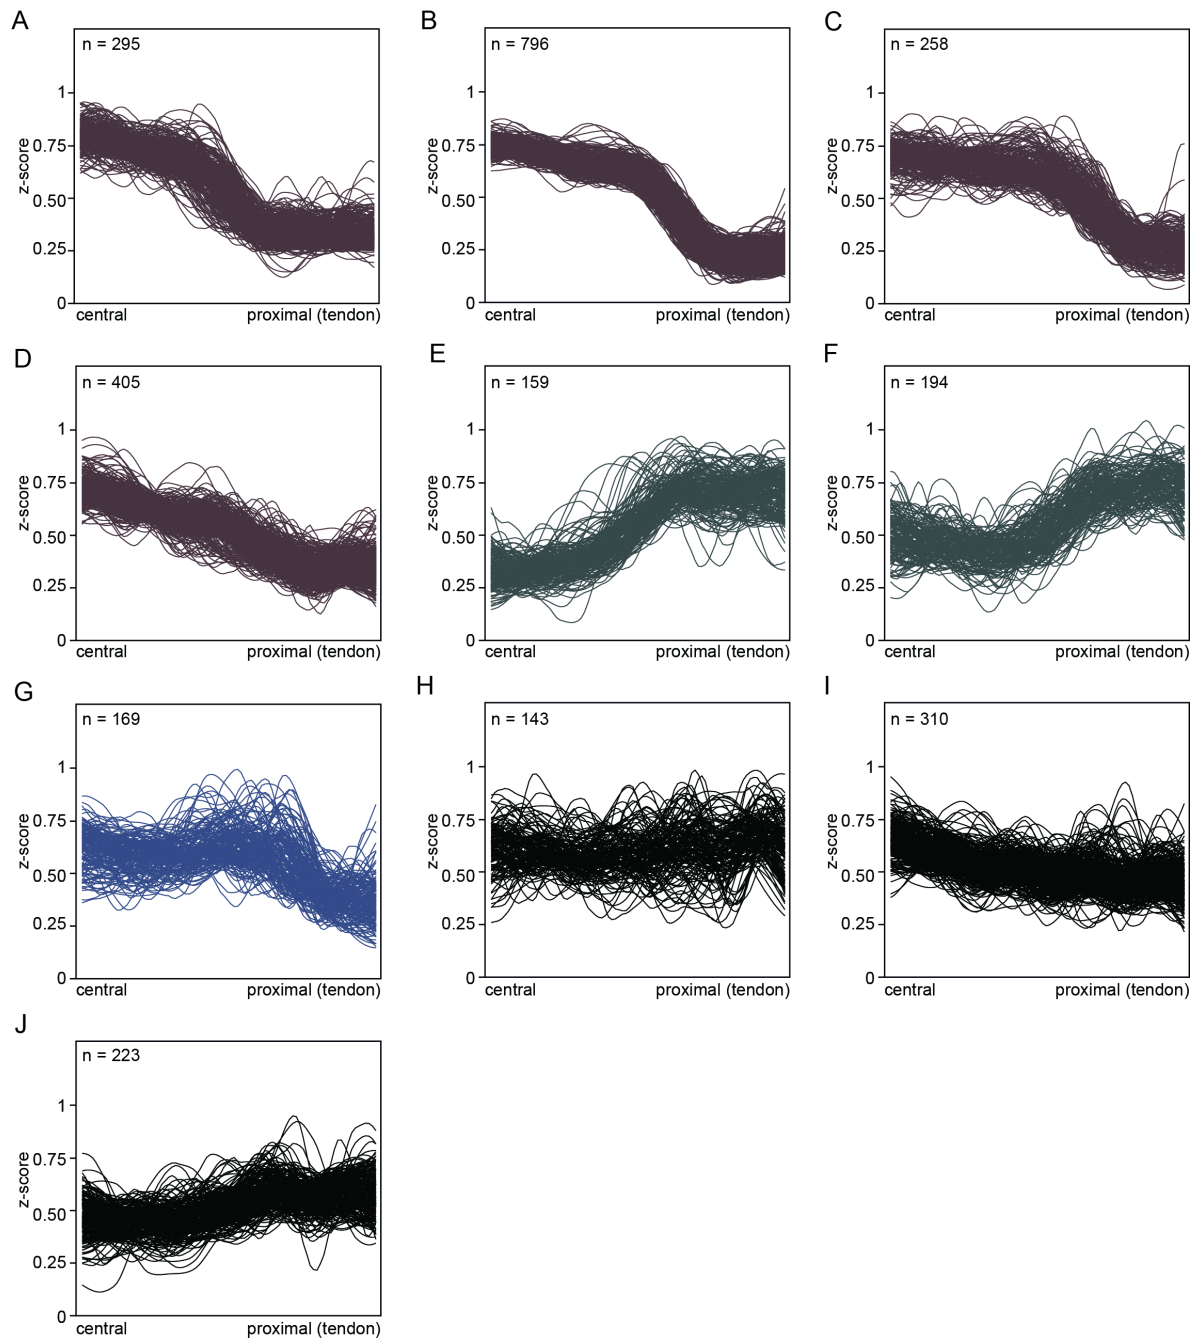 A
n = 295
1
0.75
0.50
0.25
0
z-score
central proximal (tendon)
B
n = 796
1
0.75
0.50
0.25
0
z-score
central proximal (tendon)
C
n = 258
1
0.75
0.50
0.25
0
z-score
central proximal (tendon)
D
n = 405
1
0.75
0.50
0.25
0
z-score
central proximal (tendon)
E
n = 159
1
0.75
0.50
0.25
0
z-score
central proximal (tendon)
F
n = 194
1
0.75
0.50
0.25
0
z-score
central proximal (tendon)
G
n = 169
1
0.75
0.50
0.25
0
z-score
central proximal (tendon)
H
n = 143
1
0.75
0.50
0.25
0
z-score
central proximal (tendon)
I
n = 310
1
0.75
0.50
0.25
0
z-score
central proximal (tendon)
J
n = 223
1
0.75
0.50
0.25
0
z-score
central proximal (tendon)